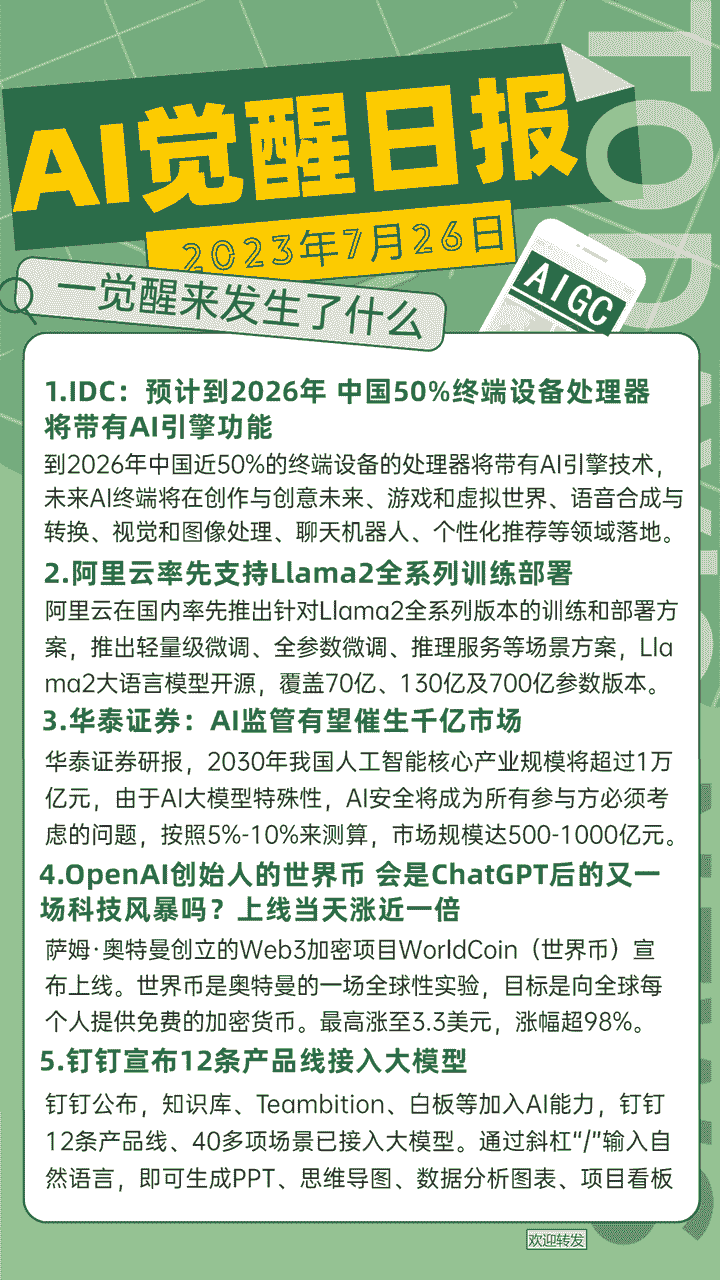 AI觉醒日报
2023年7月26日
一觉醒来发生了什么
AIGC
1.IDC：预计到2026年 中国50%终端设备处理器
将带有AI引擎功能
到2026年中国近50%的终端设备的处理器将带有AI引擎技术，
未来AI终端将在创作与创意未来、游戏和虚拟世界、语音合成与
转换、视觉和图像处理、聊天机器人、个性化推荐等领域落地。
2.阿里云率先支持Llama2全系列训练部署
阿里云在国内率先推出针对Llama2全系列版本的训练和部署方
案，推出轻量级微调、全参数微调、推理服务等场景方案，Lla
ma2大语言模型开源，覆盖70亿、130亿及700亿参数版本。
3.华泰证券：AI监管有望催生千亿市场
华泰证券研报，2030年我国人工智能核心产业规模将超过1万
亿元，由于AI大模型特殊性，AI安全将成为所有参与方必须考
虑的问题，按照5%-10%来测算，市场规模达500-1000亿元。
4.OpenAI创始人的世界币 会是ChatGPT后的又一
场科技风暴吗？上线当天涨近一倍
萨姆·奥特曼创立的Web3加密项目WorldCoin（世界币）宣
布上线。世界币是奥特曼的一场全球性实验，目标是向全球每
个人提供免费的加密货币。最高涨至3.3美元，涨幅超98%。
5.钉钉宣布12条产品线接入大模型
钉钉公布，知识库、Teambition、白板等加入AI能力，钉钉
12条产品线、40多项场景已接入大模型。通过斜杠"/"输入自
然语言，即可生成PPT、思维导图、数据分析图表、项目看板
欢迎转发